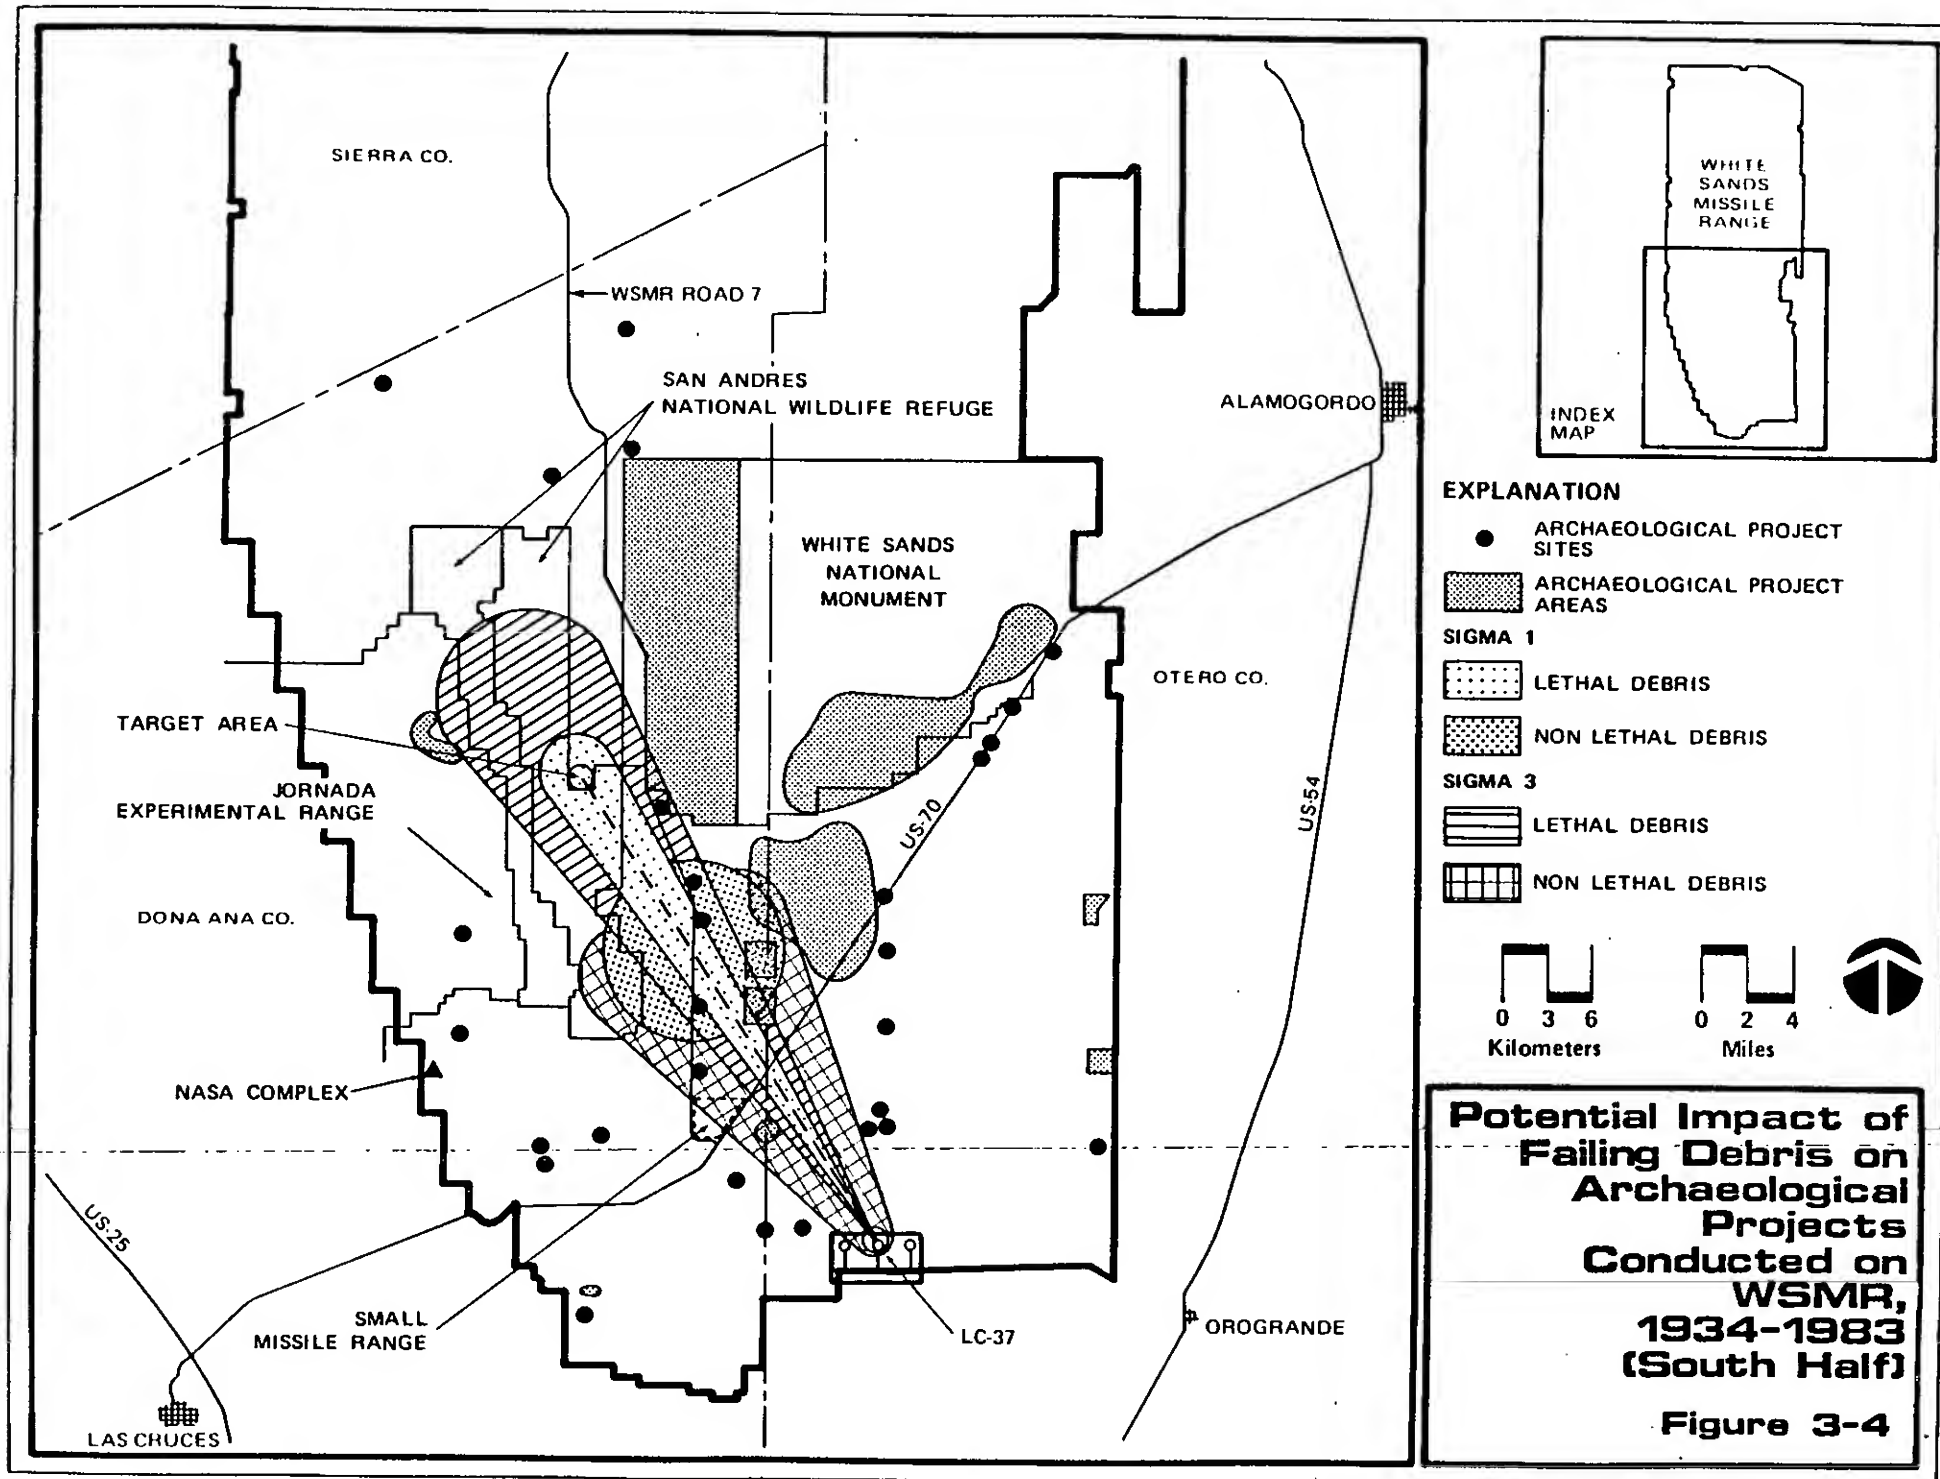 SIERRA CO.
WSMR ROAD 7
SAN ANDRES
NATIONAL WILDLIFE REFUGE
ALAMOGORDO
WHITE SANDS
NATIONAL
MONUMENT
OTERO CO.
TARGET AREA
JORNADA
EXPERIMENTAL RANGE
US-70
US-54
DONA ANA CO.
NASA COMPLEX
US-25
SMALL
MISSILE RANGE
LC-37
OROGRANDE
LAS CRUCES
WHITE
SANDS
MISSILE
RANGE
INDEX
MAP
EXPLANATION
ARCHAEOLOGICAL PROJECT
SITES
ARCHAEOLOGICAL PROJECT
AREAS
SIGMA 1
LETHAL DEBRIS
NON LETHAL DEBRIS
SIGMA 3
LETHAL DEBRIS
NON LETHAL DEBRIS
0 3 6
Kilometers
0 2 4
Miles
Potential Impact of
Failing Debris on
Archaeological
Projects
Conducted on
WSMR,
1934-1983
(South Half)
Figure 3-4